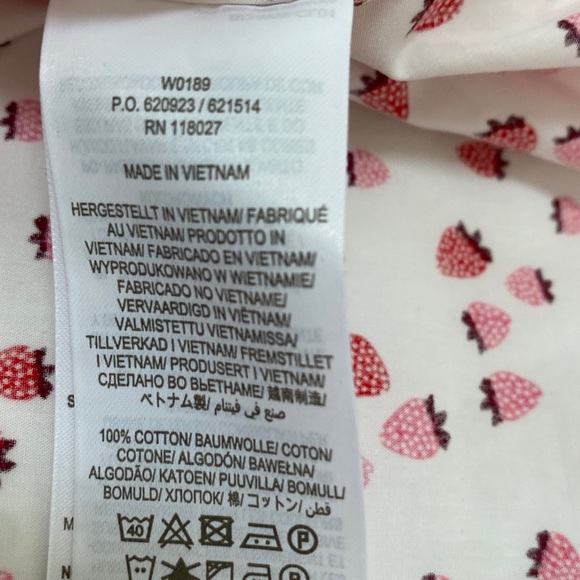 W0189
P.O. 620923 / 621514
RN 118027
MADE IN VIETNAM
HERGESTELLT IN VIETNAM/ FABRIQUÉ
AU VIETNAM/ PRODOTTO IN
VIETNAM/ FABRICADO EN VIETNAM/
WYPRODUKOWANO W WIETNAMIE/
FABRICADO NO VIETNAME/
VERVAARDIGD IN VIËTNAM/
VALMISTETTU VIETNAMISSA/
TILLVERKAD I VIETNAM/ FREMSTILLET
I VIETNAM/ PRODUSERT I VIETNAM/
СДЕЛАНО ВО ВЬЕТНАМЕ/ 越南制造/
ベトナム製/ صنع في فيتنام
S
100% COTTON/ BAUMWOLLE/ COTON/
COTONE/ ALGODÓN/ BAWEŁNA/
ALGODÃO/ KATOEN/ PUUVILLA/ BOMULL/
BOMULD/ ХЛОПОК/ 棉/ コットン/ قطن
M
40 P
N